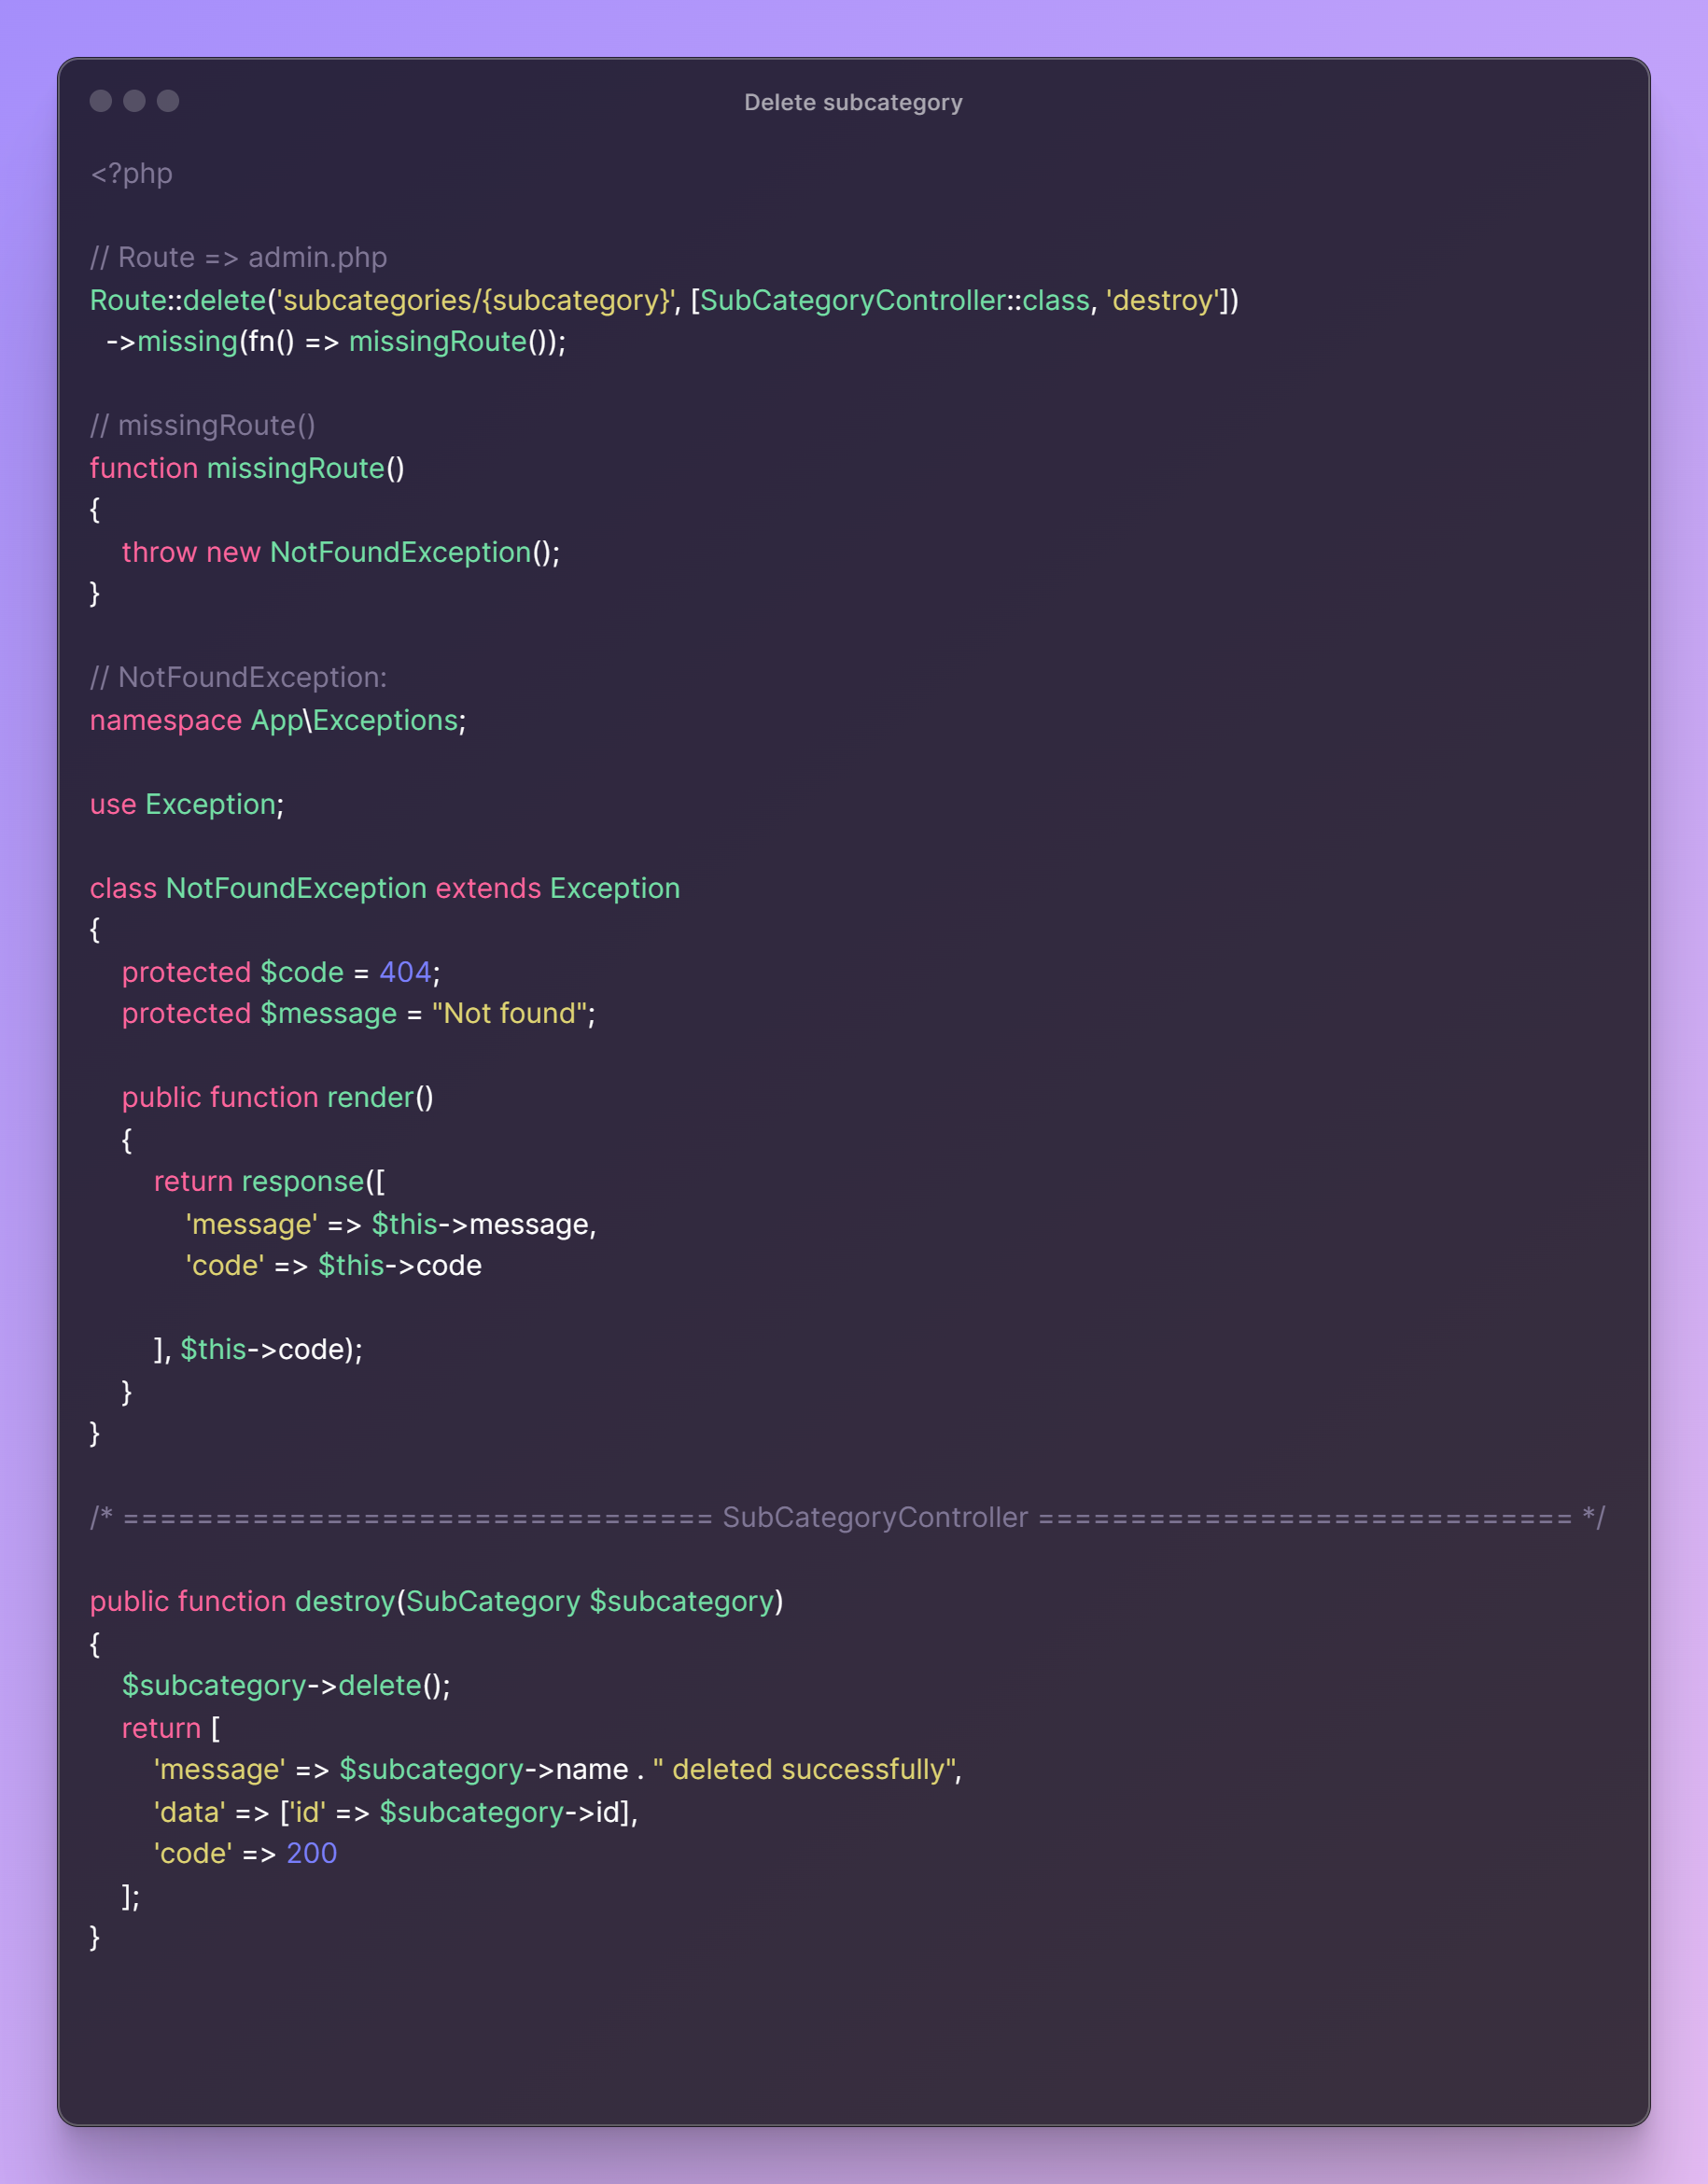 Delete subcategory
<?php
// Route => admin.php
Route::delete('subcategories/{subcategory}', [SubCategoryController::class, 'destroy'])
->missing(fn() => missingRoute());
// missingRoute()
function missingRoute()
{
throw new NotFoundException();
}
// NotFoundException:
namespace App\Exceptions;
use Exception;
class NotFoundException extends Exception
{
protected $code = 404;
protected $message = "Not found";
public function render()
{
return response([
'message' => $this->message,
'code' => $this->code
], $this->code);
}
}
/* ================================ SubCategoryController ============================= */
public function destroy(SubCategory $subcategory)
{
$subcategory->delete();
return [
'message' => $subcategory->name . " deleted successfully",
'data' => ['id' => $subcategory->id],
'code' => 200
];
}